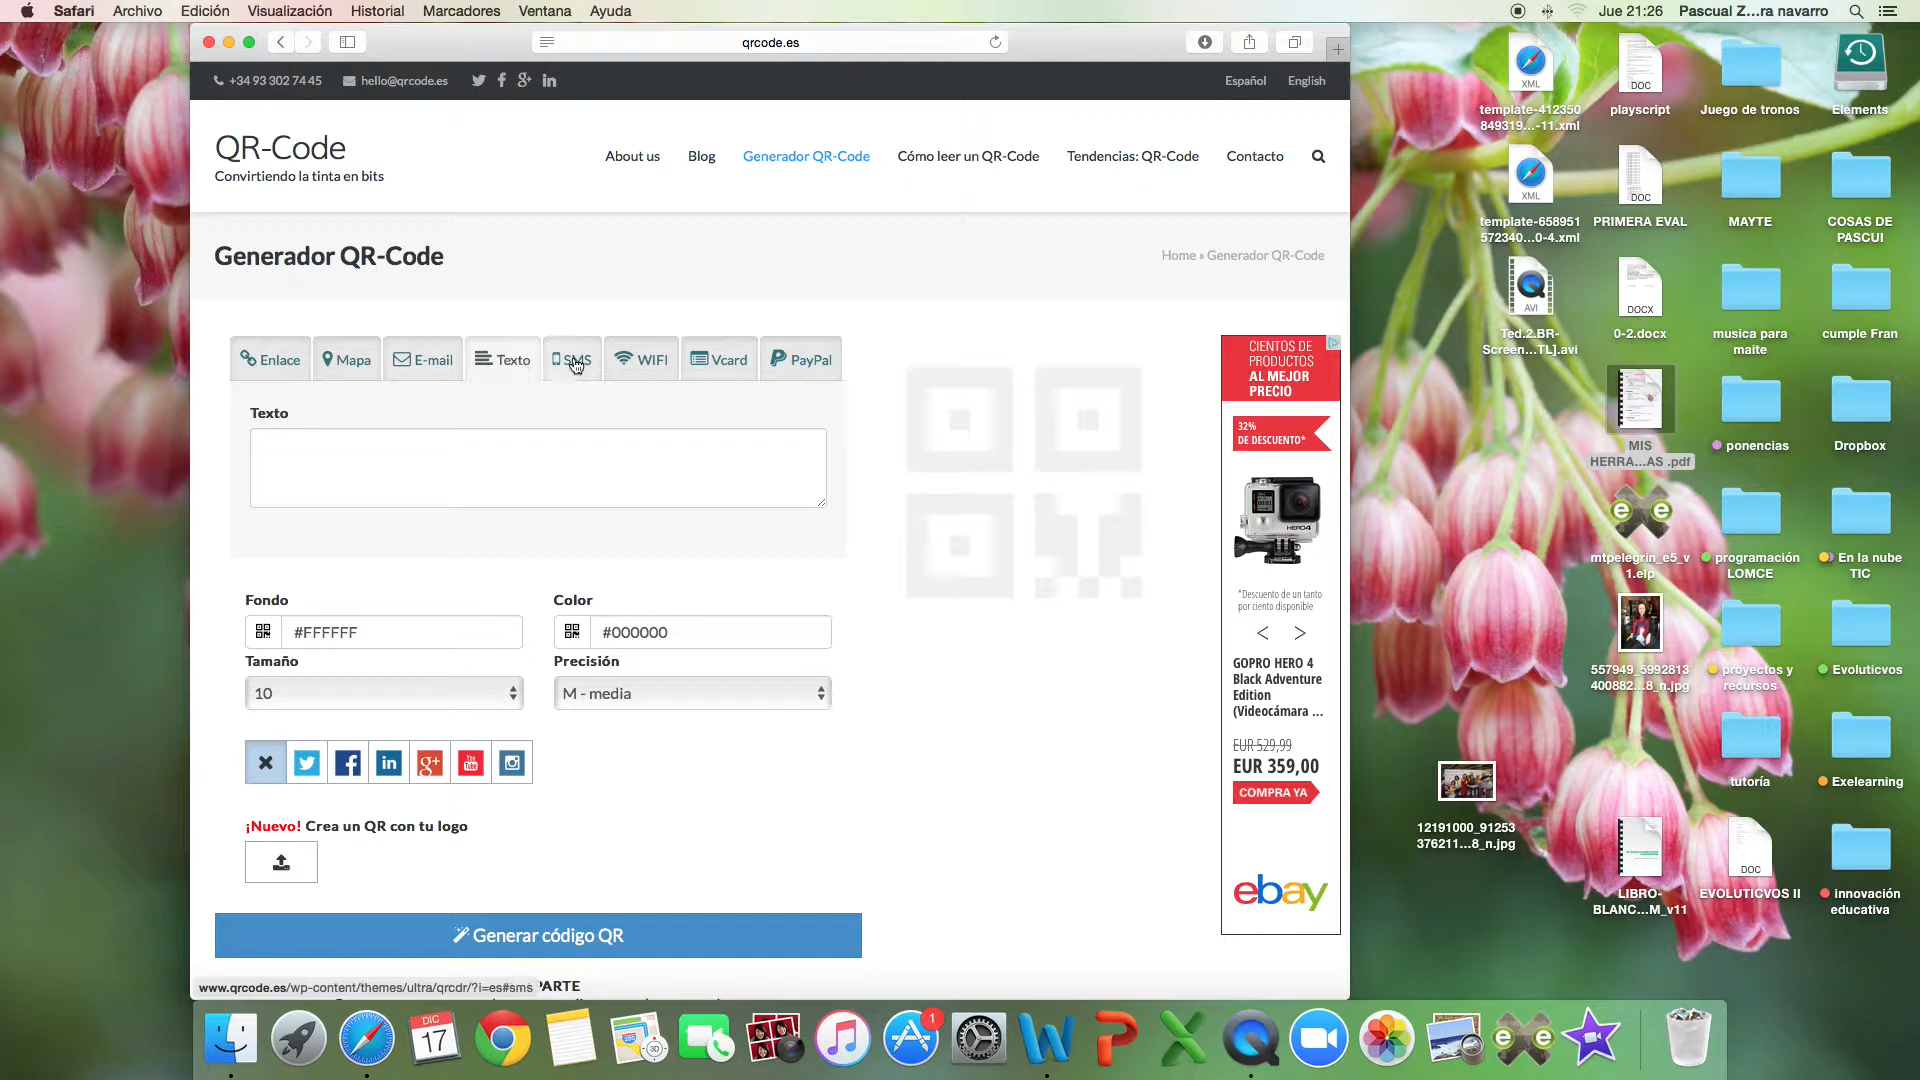 Safari Archivo Edición Visualización Historial Marcadores Ventana Ayuda
Jue 21:26 Pascual Z...ra navarro
qrcode.es
+34 93 302 74 45 hello@qrcode.es
Español English
QR-Code
Convirtiendo la tinta en bits
About us Blog Generador QR-Code Cómo leer un QR-Code Tendencias: QR-Code Contacto
Generador QR-Code
Home » Generador QR-Code
Enlace Mapa E-mail Texto SMS WIFI Vcard PayPal
Texto
Fondo
#FFFFFF
Color
#000000
Tamaño
10
Precisión
M - media
¡Nuevo! Crea un QR con tu logo
Generar código QR
www.qrcode.es/wp-content/themes/ultra/qrcdr/?i=es#sms
PARTE
CIENTOS DE
PRODUCTOS
AL MEJOR
PRECIO
32%
DE DESCUENTO*
HERO4
*Descuento de un tanto
por ciento disponible
GOPRO HERO 4
Black Adventure
Edition
(Videocámara ...
EUR 529,99
EUR 359,00
COMPRA YA
ebay
XML
template-412350
849319...-11.xml
DOC
playscript
Juego de tronos
Elements
XML
template-658951
572340...0-4.xml
DOC
PRIMERA EVAL
MAYTE
COSAS DE
PASCUI
AVI
Ted.2.BR-
Screen...TL].avi
DOCX
0-2.docx
musica para
maite
cumple Fran
MIS
HERRA...AS .pdf
ponencias
Dropbox
mtpelegrin_e5_v
1.elp
programación
LOMCE
En la nube
TIC
557949_5992813
400882...8_n.jpg
proyectos y
recursos
Evoluticvos
12191000_91253
376211...8_n.jpg
tutoría
Exelearning
LIBRO-
BLANC...M_v11
DOC
EVOLUTICVOS II
innovación
educativa
DIC
17
1